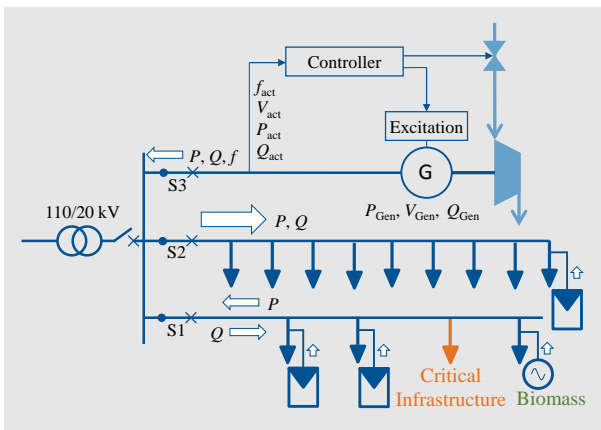 Controller
f_act
V_act
P_act
Q_act
Excitation
P, Q, f
S3
G
110/20 kV
P_Gen, V_Gen, Q_Gen
P, Q
S2
P
S1
Q
Critical
Infrastructure
Biomass